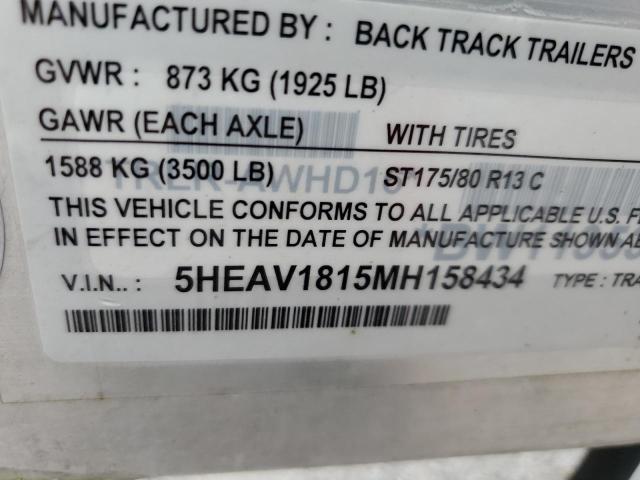 MANUFACTURED BY : BACK TRACK TRAILERS
GVWR : 873 KG (1925 LB)
GAWR (EACH AXLE) WITH TIRES
1588 KG (3500 LB) ST175/80 R13 C
THIS VEHICLE CONFORMS TO ALL APPLICABLE U.S. F
IN EFFECT ON THE DATE OF MANUFACTURE SHOWN AB
V.I.N.. : 5HEAV1815MH158434 TYPE : TRA